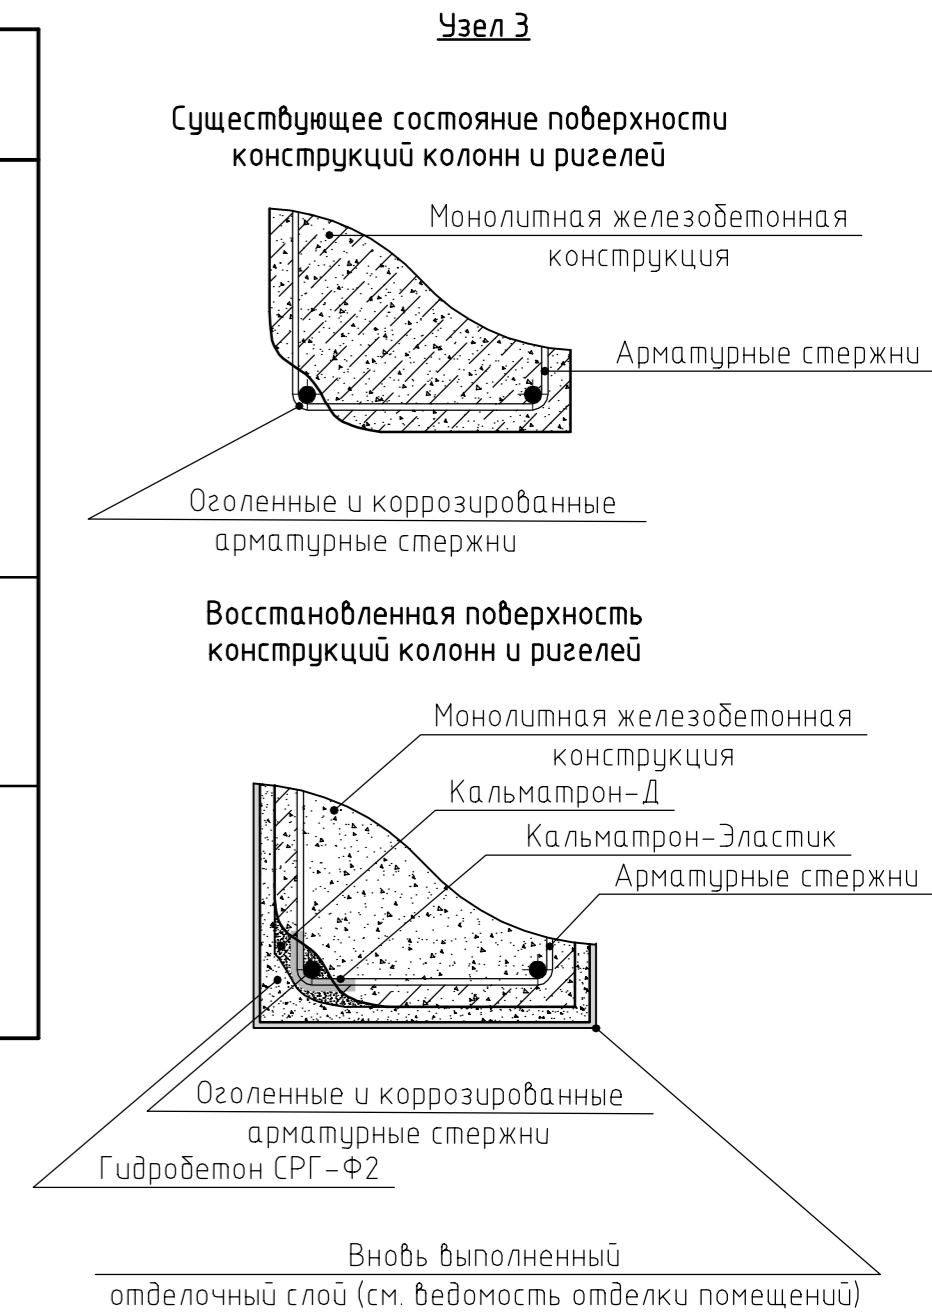 Узел 3
Существующее состояние поверхности
конструкций колонн и ригелей
Монолитная железобетонная
конструкция
Арматурные стержни
Оголенные и коррозированные
арматурные стержни
Восстановленная поверхность
конструкций колонн и ригелей
Монолитная железобетонная
конструкция
Кальматрон-Д
Кальматрон-Эластик
Арматурные стержни
Оголенные и коррозированные
арматурные стержни
Гидробетон СРГ-Ф2
Вновь выполненный
отделочный слой (см. ведомость отделки помещений)